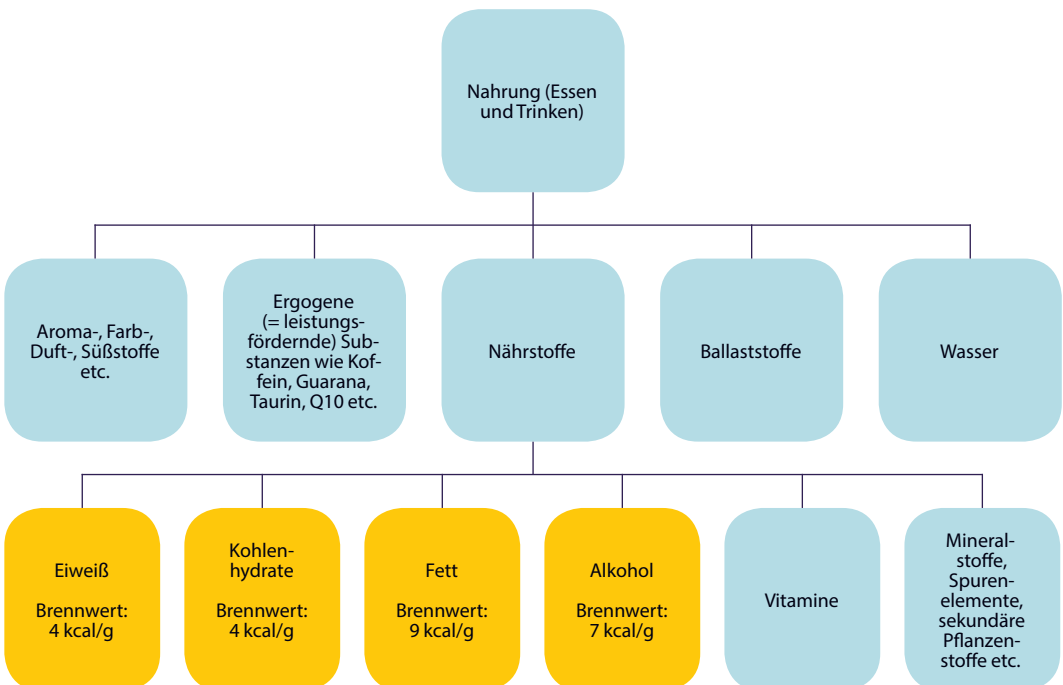 Nahrung (Essen
und Trinken)
Aroma-, Farb-,
Duft-, Süßstoffe
etc.
Ergogene
(= leistungs-
fördernde) Sub-
stanzen wie Kof-
fein, Guarana,
Taurin, Q10 etc.
Nährstoffe
Ballaststoffe
Wasser
Eiweiß
Brennwert:
4 kcal/g
Kohlen-
hydrate
Brennwert:
4 kcal/g
Fett
Brennwert:
9 kcal/g
Alkohol
Brennwert:
7 kcal/g
Vitamine
Mineral-
stoffe,
Spuren-
elemente,
sekundäre
Pflanzen-
stoffe etc.